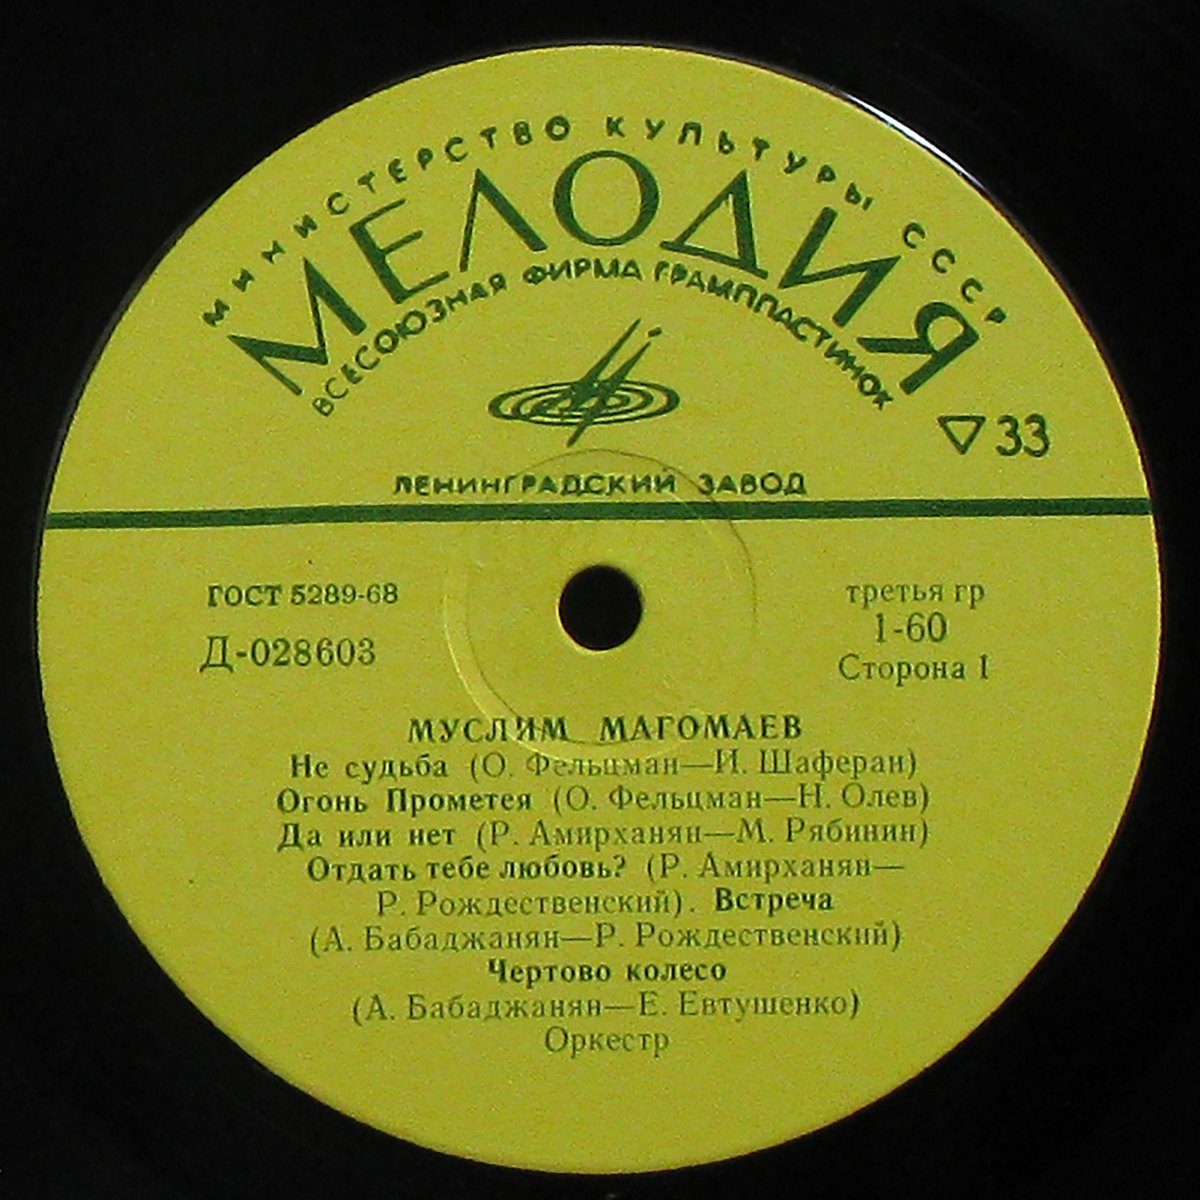 МИНИСТЕРСТВО КУЛЬТУРЫ СССР
МЕЛОДИЯ
ВСЕСОЮЗНАЯ ФИРМА ГРАМПЛАСТИНОК
33
ЛЕНИНГРАДСКИЙ ЗАВОД
ГОСТ 5289-68
Д-028603
третья гр
1-60
Сторона 1
МУСЛИМ МАГОМАЕВ
Не судьба (О. Фельцман—И. Шаферан)
Огонь Прометея (О. Фельцман—Н. Олев)
Да или нет (Р. Амирханян—М. Рябинин)
Отдать тебе любовь? (Р. Амирханян—
Р. Рождественский). Встреча
(А. Бабаджанян—Р. Рождественский)
Чертово колесо
(А. Бабаджанян—Е. Евтушенко)
Оркестр